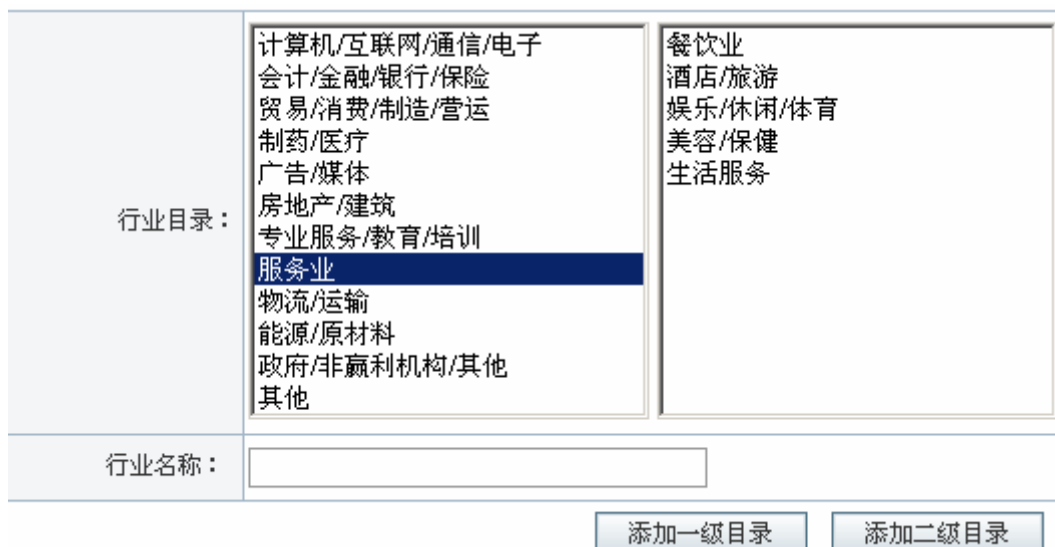 行业目录：
计算机/互联网/通信/电子
会计/金融/银行/保险
贸易/消费/制造/营运
制药/医疗
广告/媒体
房地产/建筑
专业服务/教育/培训
服务业
物流/运输
能源/原材料
政府/非赢利机构/其他
其他
餐饮业
酒店/旅游
娱乐/休闲/体育
美容/保健
生活服务
行业名称：
添加一级目录
添加二级目录